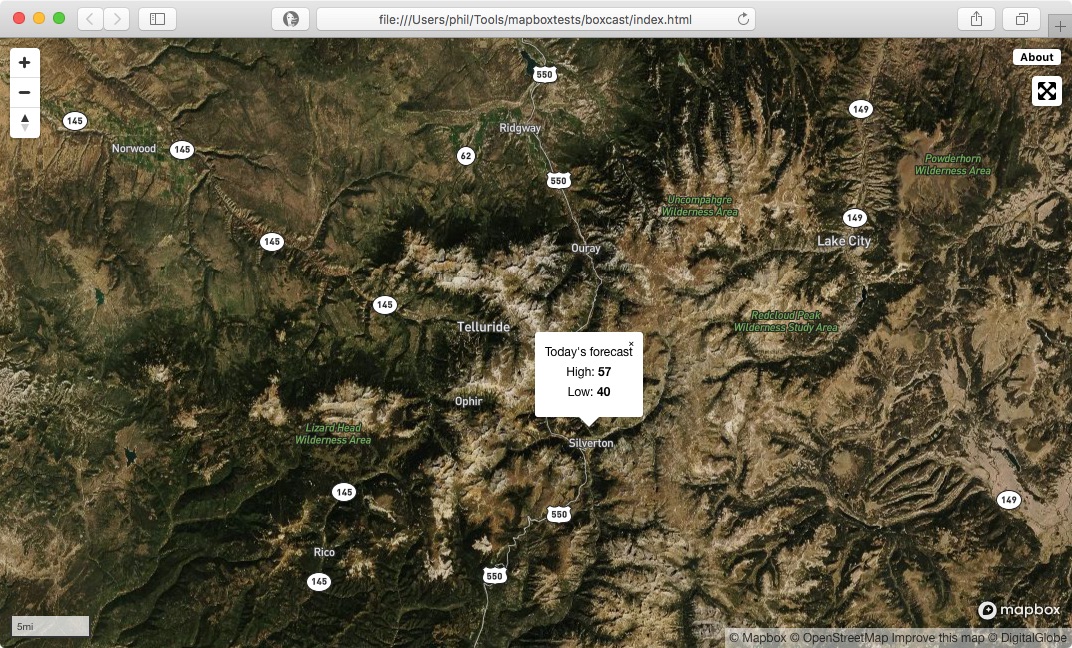 file:///Users/phil/Tools/mapboxtests/boxcast/index.html
About
550
149
145
Ridgway
Norwood
145
62
Powderhorn
Wilderness Area
550
Uncompahgre
Wilderness Area
149
145
Ouray
Lake City
145
Redcloud Peak
Wilderness Study Area
Telluride
Today's forecast
High: 57
Low: 40
Ophir
Lizard Head
Wilderness Area
Silverton
145
149
550
Rico
145
550
mapbox
5mi
© Mapbox © OpenStreetMap Improve this map © DigitalGlobe